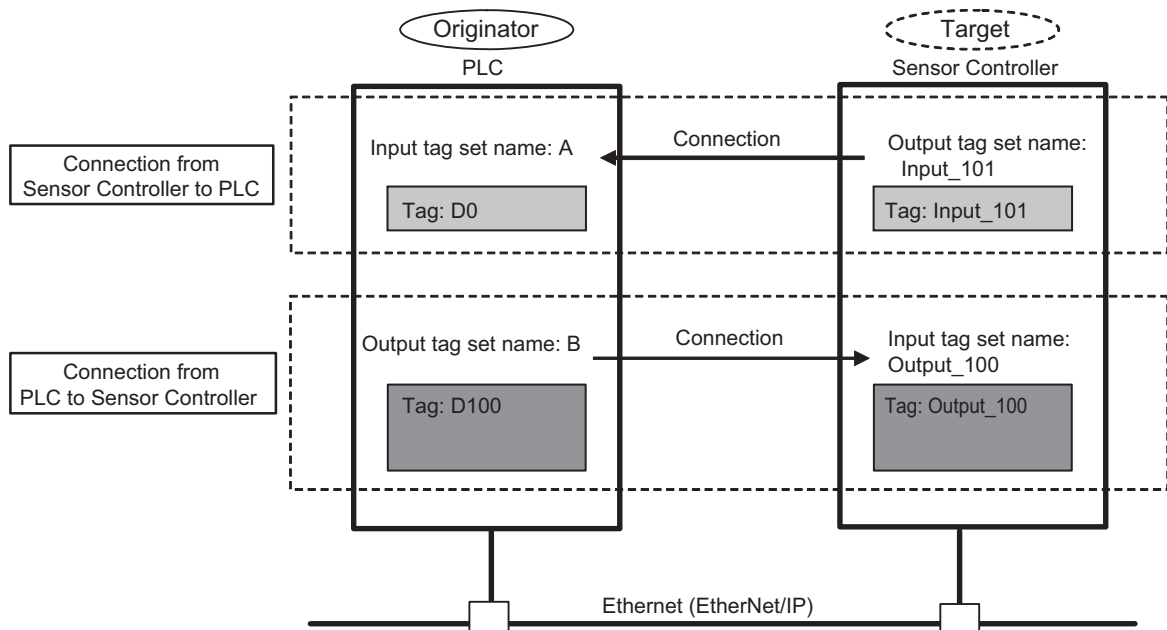 Originator
Target
PLC
Sensor Controller
Connection from
Sensor Controller to PLC
Input tag set name: A
Connection
Output tag set name:
Input_101
Tag: D0
Tag: Input_101
Connection from
PLC to Sensor Controller
Output tag set name: B
Connection
Input tag set name:
Output_100
Tag: D100
Tag: Output_100
Ethernet (EtherNet/IP)